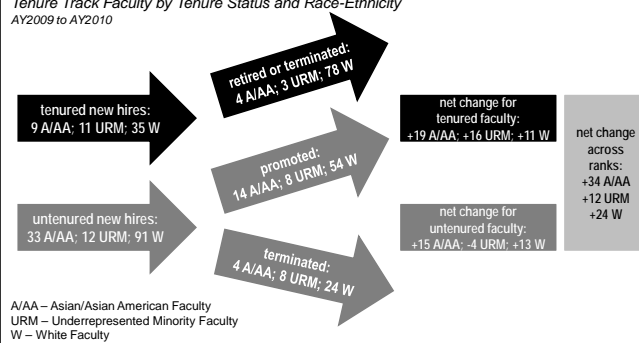 Tenure Track Faculty by Tenure Status and Race-Ethnicity
AY2009 to AY2010
retired or terminated:
4 A/AA; 3 URM; 78 W
tenured new hires:
9 A/AA; 11 URM; 35 W
net change for
tenured faculty:
+19 A/AA; +16 URM; +11 W
promoted:
14 A/AA; 8 URM; 54 W
net change
across
ranks:
+34 A/AA
+12 URM
+24 W
untenured new hires:
33 A/AA; 12 URM; 91 W
net change for
untenured faculty:
+15 A/AA; -4 URM; +13 W
terminated:
4 A/AA; 8 URM; 24 W
A/AA – Asian/Asian American Faculty
URM – Underrepresented Minority Faculty
W – White Faculty